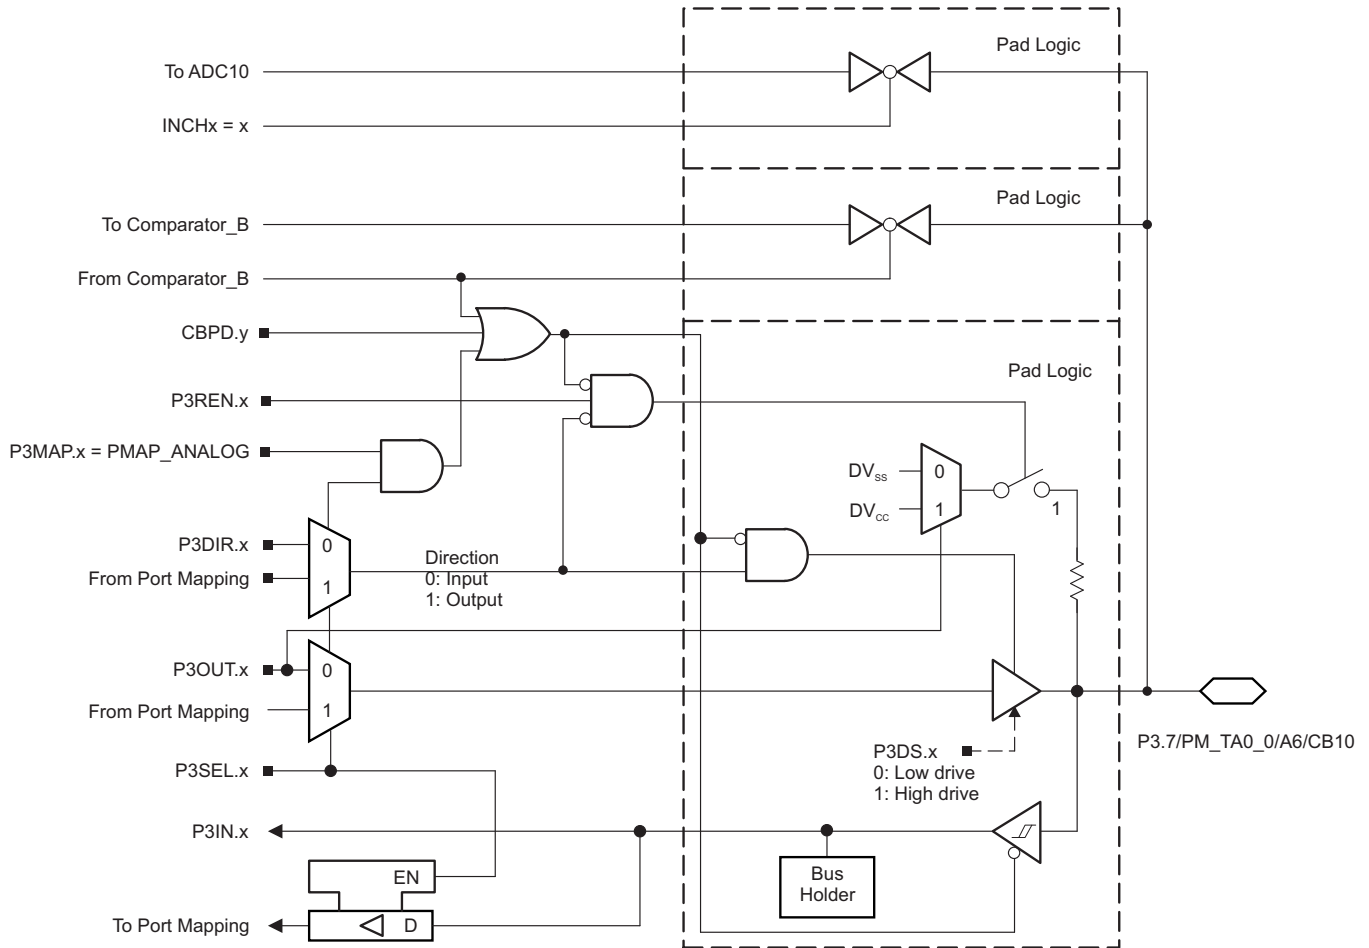 Pad Logic
To ADC10
INCHx = x
Pad Logic
To Comparator_B
From Comparator_B
CBPD.y
Pad Logic
P3REN.x
P3MAP.x = PMAP_ANALOG
DVSS
0
DVCC
1
1
P3DIR.x
0
From Port Mapping
1
Direction
0: Input
1: Output
P3OUT.x
0
From Port Mapping
1
P3.7/PM_TA0_0/A6/CB10
P3DS.x
0: Low drive
1: High drive
P3SEL.x
P3IN.x
Bus
Holder
EN
To Port Mapping
D